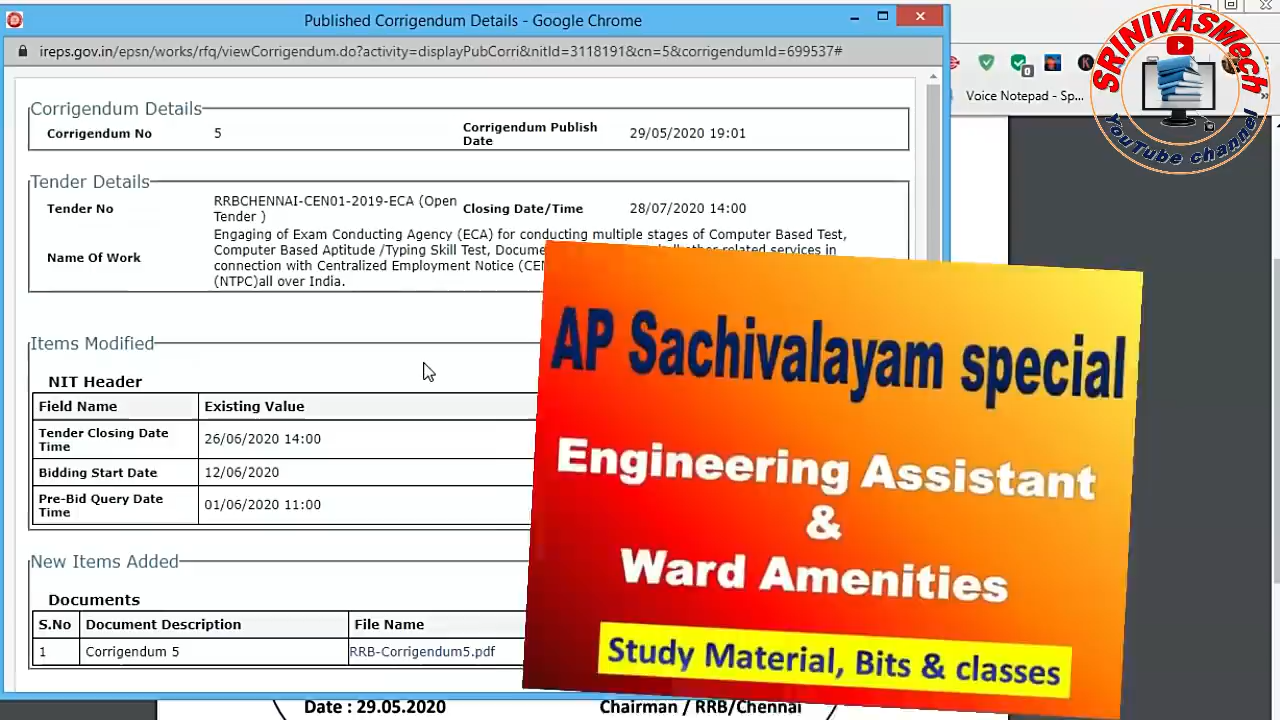 Published Corrigendum Details - Google Chrome
ireps.gov.in/epsn/works/rfq/viewCorrigendum.do?activity=displayPubCorri&nitId=3118191&cn=5&corrigendumId=699537#
SRINIVASMech
YouTube channel
0
K
Voice Notepad - Sp...
Corrigendum Details
Corrigendum No 5 Corrigendum Publish Date 29/05/2020 19:01
Tender Details
Tender No RRBCHENNAI-CEN01-2019-ECA (Open Tender ) Closing Date/Time 28/07/2020 14:00
Name Of Work
Engaging of Exam Conducting Agency (ECA) for conducting multiple stages of Computer Based Test,
Computer Based Aptitude /Typing Skill Test, related services in
connection with Centralized Employment Notice
(NTPC)all over India.
Items Modified
NIT Header
Field Name Existing Value
Tender Closing Date Time 26/06/2020 14:00
Bidding Start Date 12/06/2020
Pre-Bid Query Date Time 01/06/2020 11:00
New Items Added
Documents
S.No Document Description File Name
1 Corrigendum 5 RRB-Corrigendum5.pdf
AP Sachivalayam special
Engineering Assistant
&
Ward Amenities
Study Material, Bits & classes
Date : 29.05.2020 Chairman / RRB/Chennai